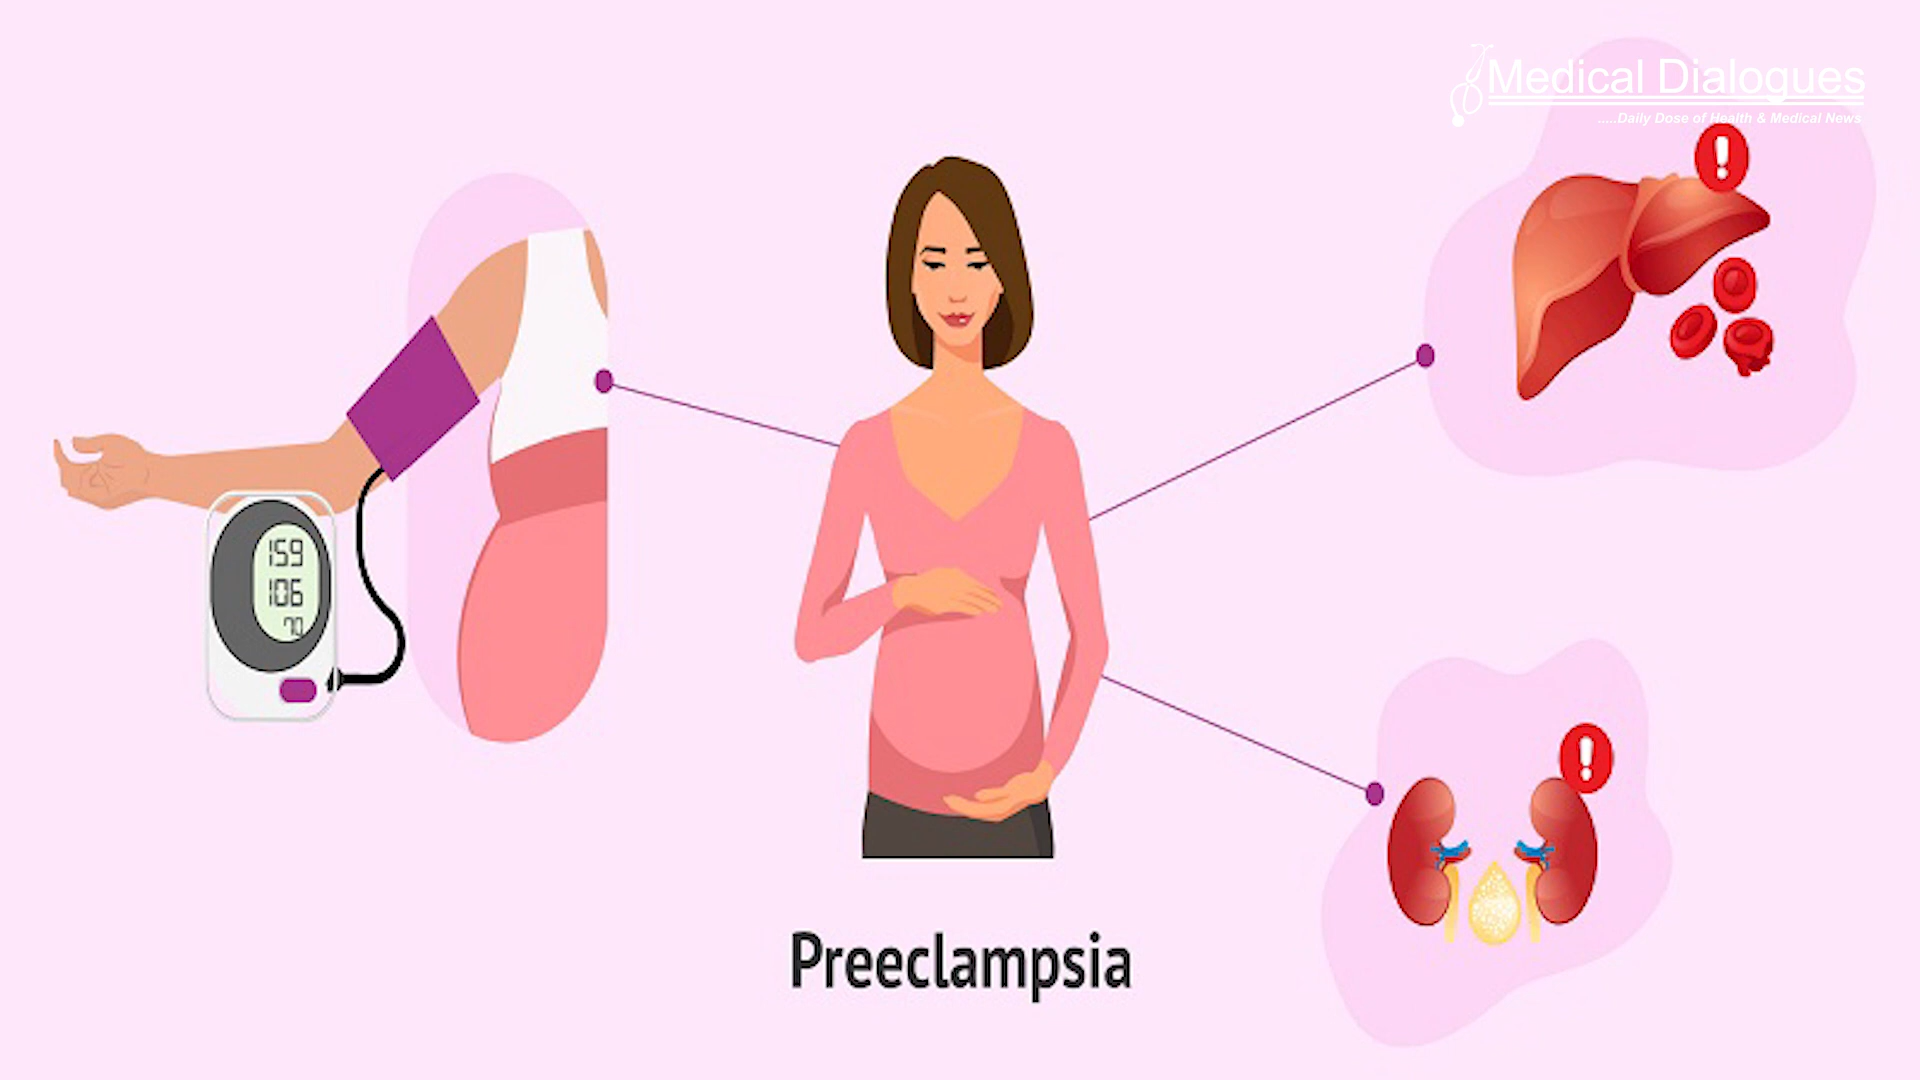 Medical Dialogues
.....Daily Dose of Health & Medical News
159
106
70
Preeclampsia